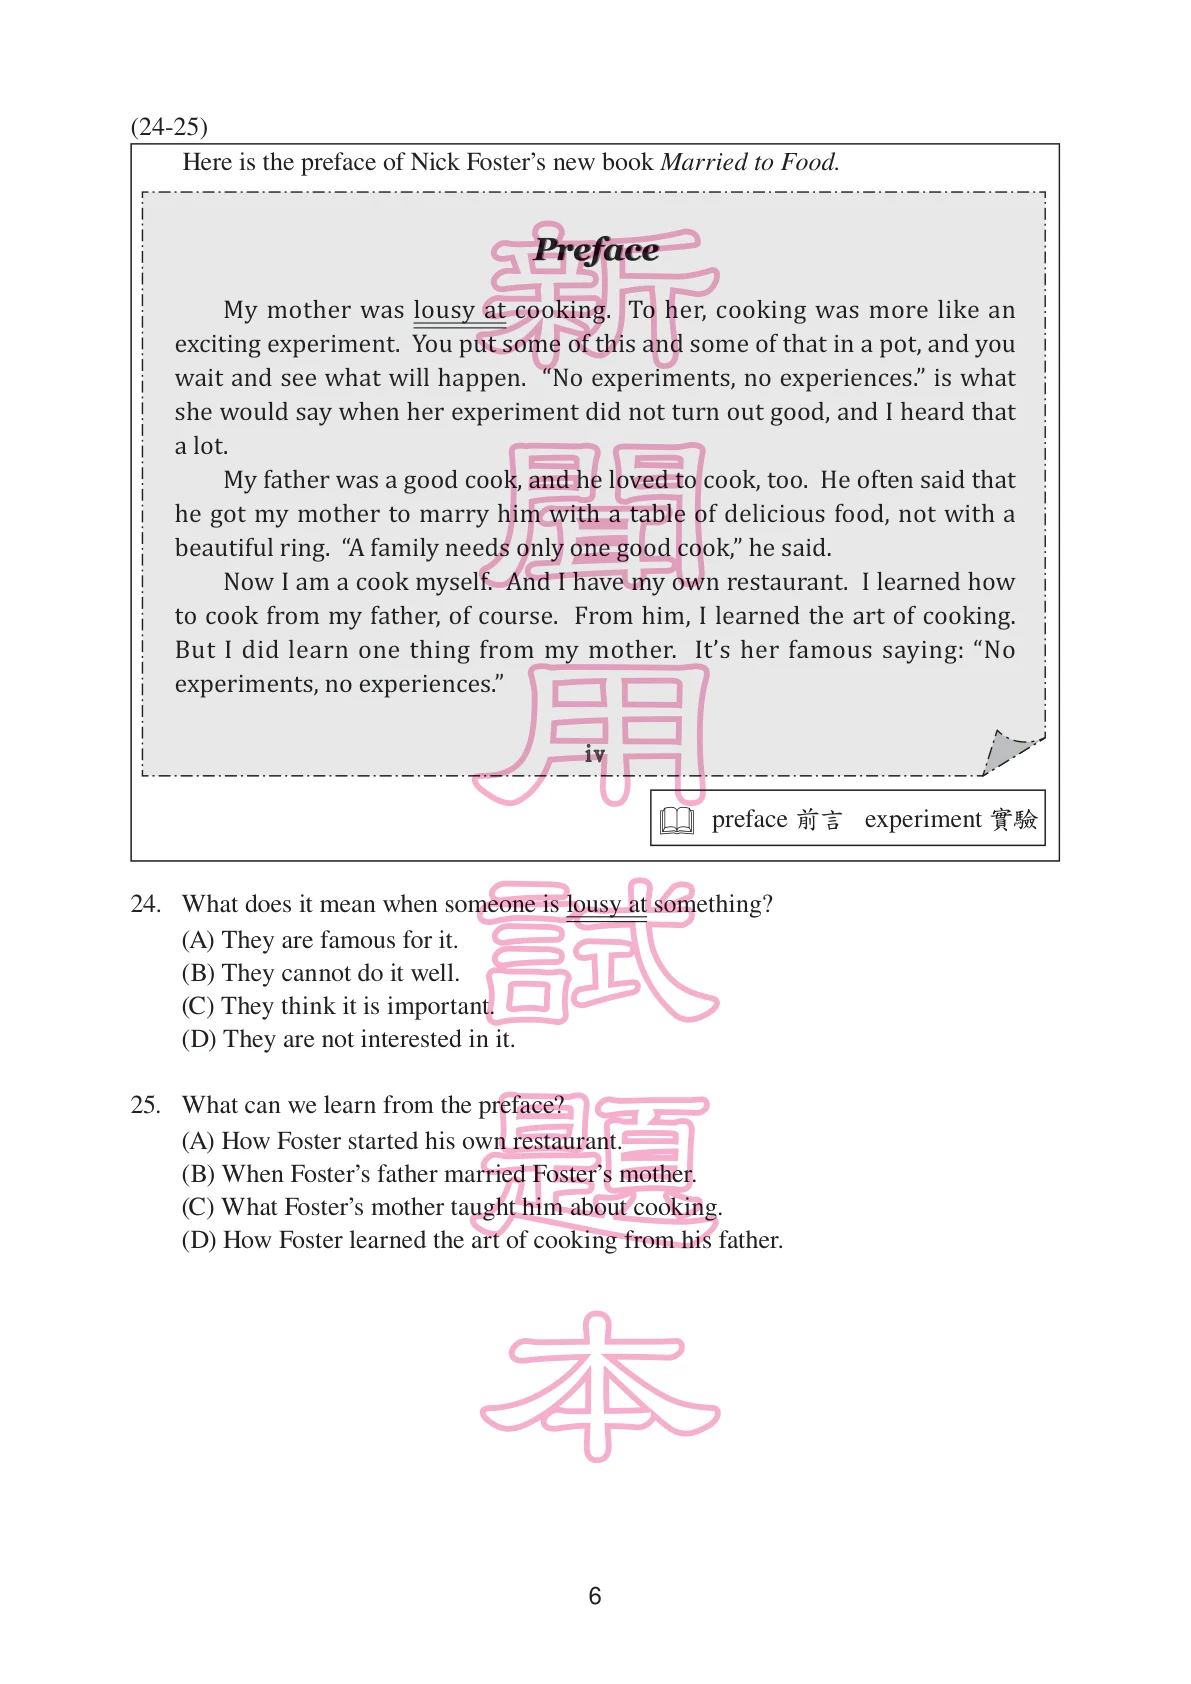 (24-25)
Here is the preface of Nick Foster’s new book Married to Food.
Preface
My mother was lousy at cooking. To her, cooking was more like an
exciting experiment. You put some of this and some of that in a pot, and you
wait and see what will happen. “No experiments, no experiences.” is what
she would say when her experiment did not turn out good, and I heard that
a lot.
My father was a good cook, and he loved to cook, too. He often said that
he got my mother to marry him with a table of delicious food, not with a
beautiful ring. “A family needs only one good cook,” he said.
Now I am a cook myself. And I have my own restaurant. I learned how
to cook from my father, of course. From him, I learned the art of cooking.
But I did learn one thing from my mother. It’s her famous saying: “No
experiments, no experiences.”
iv
preface 前言 experiment 實驗
24. What does it mean when someone is lousy at something?
(A) They are famous for it.
(B) They cannot do it well.
(C) They think it is important.
(D) They are not interested in it.
25. What can we learn from the preface?
(A) How Foster started his own restaurant.
(B) When Foster’s father married Foster’s mother.
(C) What Foster’s mother taught him about cooking.
(D) How Foster learned the art of cooking from his father.
6
新聞用試題本